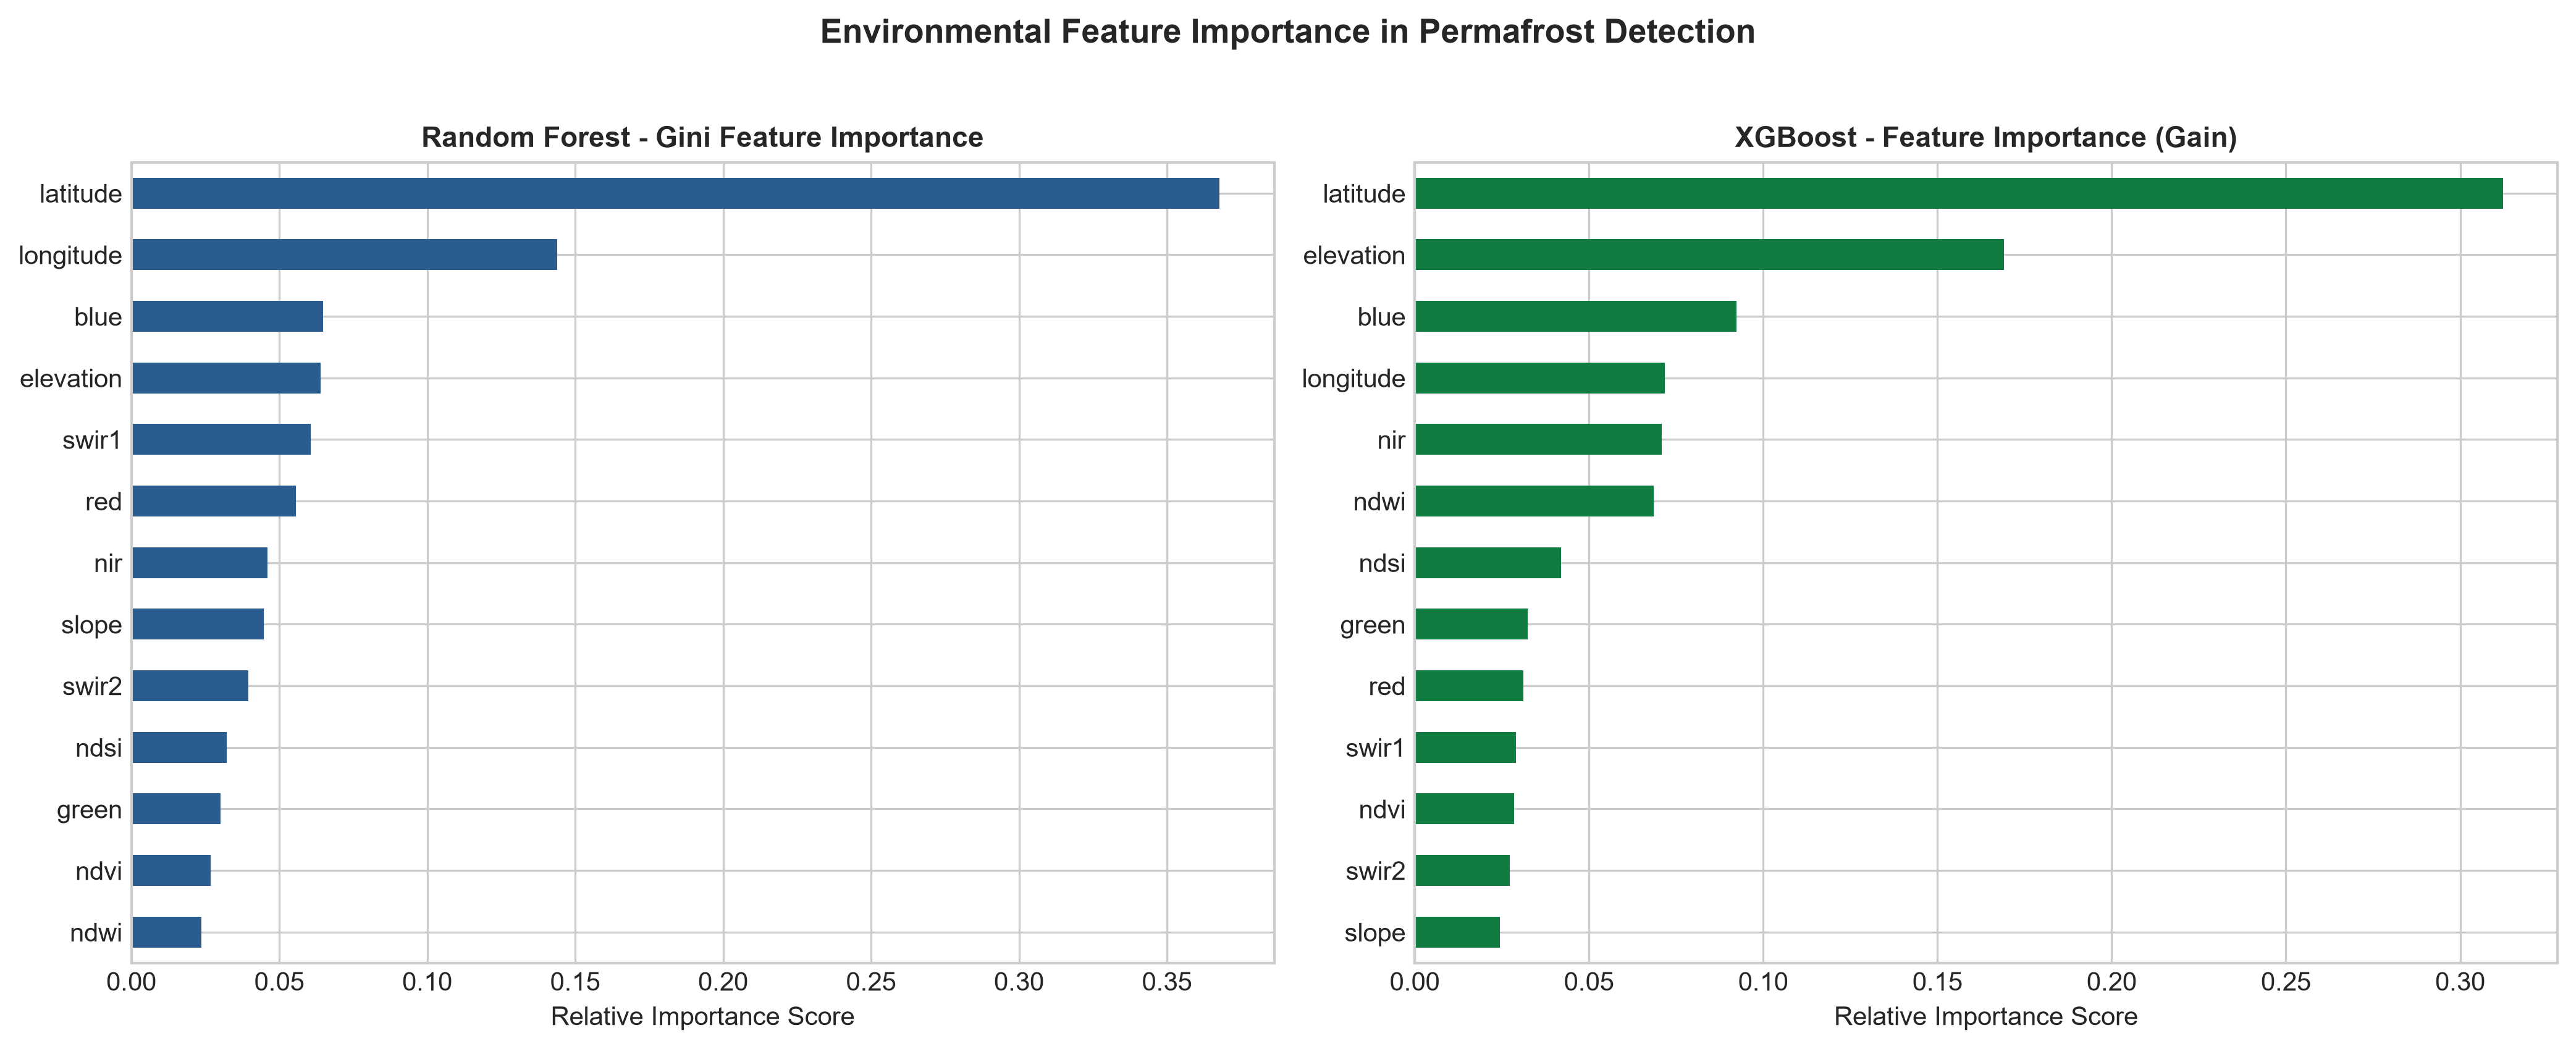 Environmental Feature Importance in Permafrost Detection
Random Forest - Gini Feature Importance
latitude
longitude
blue
elevation
swir1
red
nir
slope
swir2
ndsi
green
ndvi
ndwi
0.00 0.05 0.10 0.15 0.20 0.25 0.30 0.35
Relative Importance Score
XGBoost - Feature Importance (Gain)
latitude
elevation
blue
longitude
nir
ndwi
ndsi
green
red
swir1
ndvi
swir2
slope
0.00 0.05 0.10 0.15 0.20 0.25 0.30
Relative Importance Score